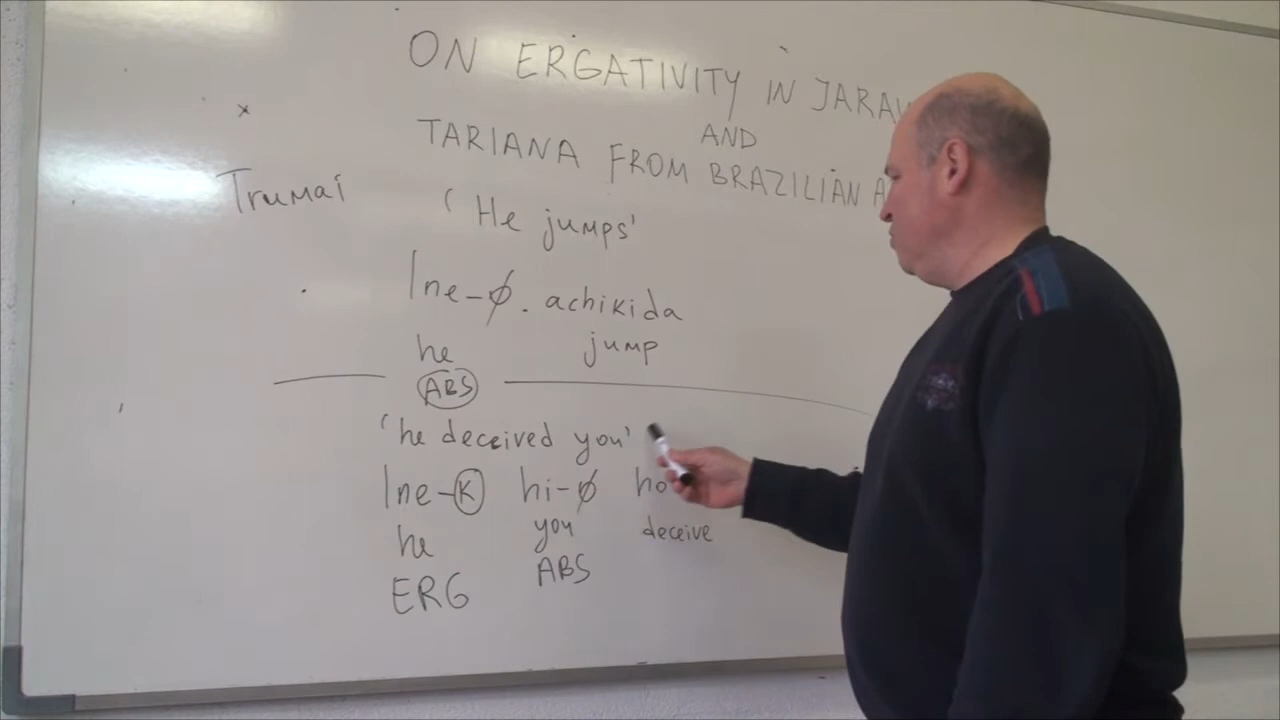 ON ERGATIVITY IN JARAW
AND
TARIANA FROM BRAZILIAN A
Trumai
'He jumps'
Ine-∅. achikida
he jump
ABS
'he deceived you'
Ine-K hi-∅ ho
he you deceive
ERG ABS